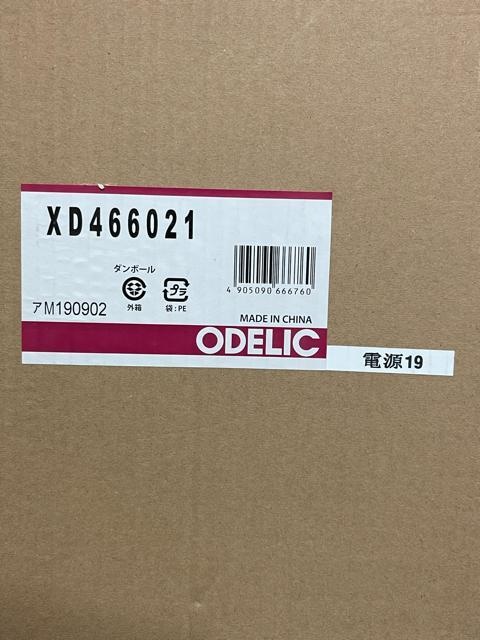 XD466021
ダンボール
外箱
プラ
袋:PE
アM190902
4 905090 666760
MADE IN CHINA
ODELIC
電源19